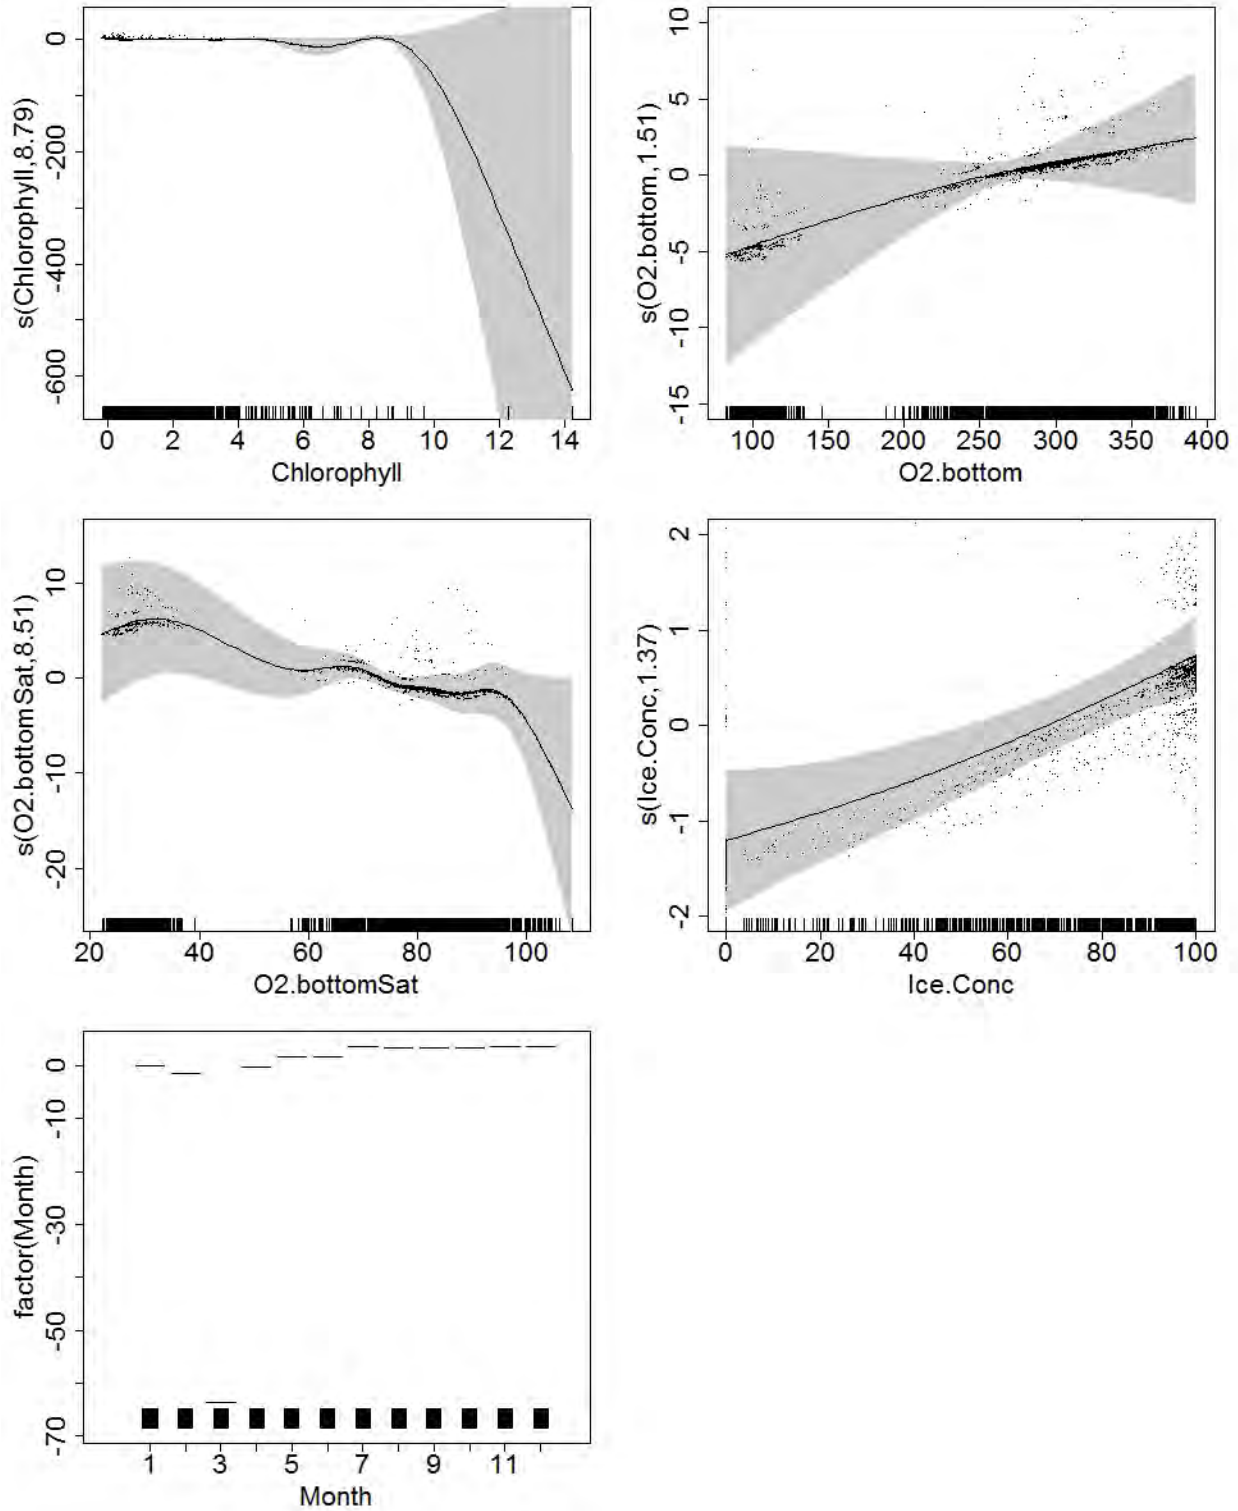 s(Chlorophyll,8.79)
0
-200
-400
-600
0 2 4 6 8 10 12 14
Chlorophyll
s(O2.bottom,1.51)
10
5
0
-5
-10
-15
100 150 200 250 300 350 400
O2.bottom
s(O2.bottomSat,8.51)
10
0
-10
-20
20 40 60 80 100
O2.bottomSat
s(Ice.Conc,1.37)
2
1
0
-1
-2
0 20 40 60 80 100
Ice.Conc
factor(Month)
0
-10
-30
-50
-70
1 3 5 7 9 11
Month